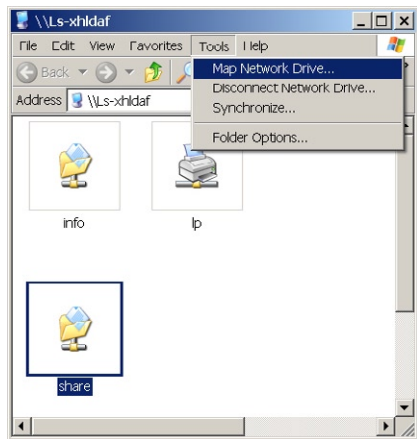 \\Ls-xhldaf
File Edit View Favorites Tools Help
Back
Map Network Drive...
Disconnect Network Drive...
Synchronize...
Folder Options...
Address \\Ls-xhldaf
info
lp
share